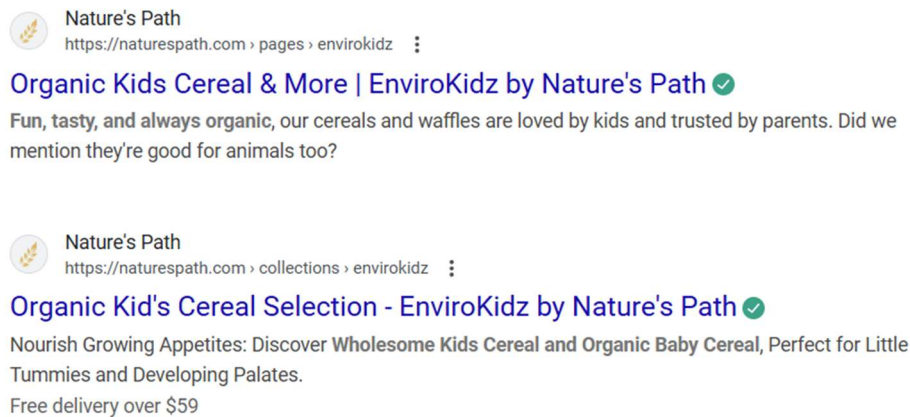 Nature's Path
https://naturespath.com › pages › envirokidz
Organic Kids Cereal & More | EnviroKidz by Nature's Path
Fun, tasty, and always organic, our cereals and waffles are loved by kids and trusted by parents. Did we
mention they're good for animals too?
Nature's Path
https://naturespath.com › collections › envirokidz
Organic Kid's Cereal Selection - EnviroKidz by Nature's Path
Nourish Growing Appetites: Discover Wholesome Kids Cereal and Organic Baby Cereal, Perfect for Little
Tummies and Developing Palates.
Free delivery over $59